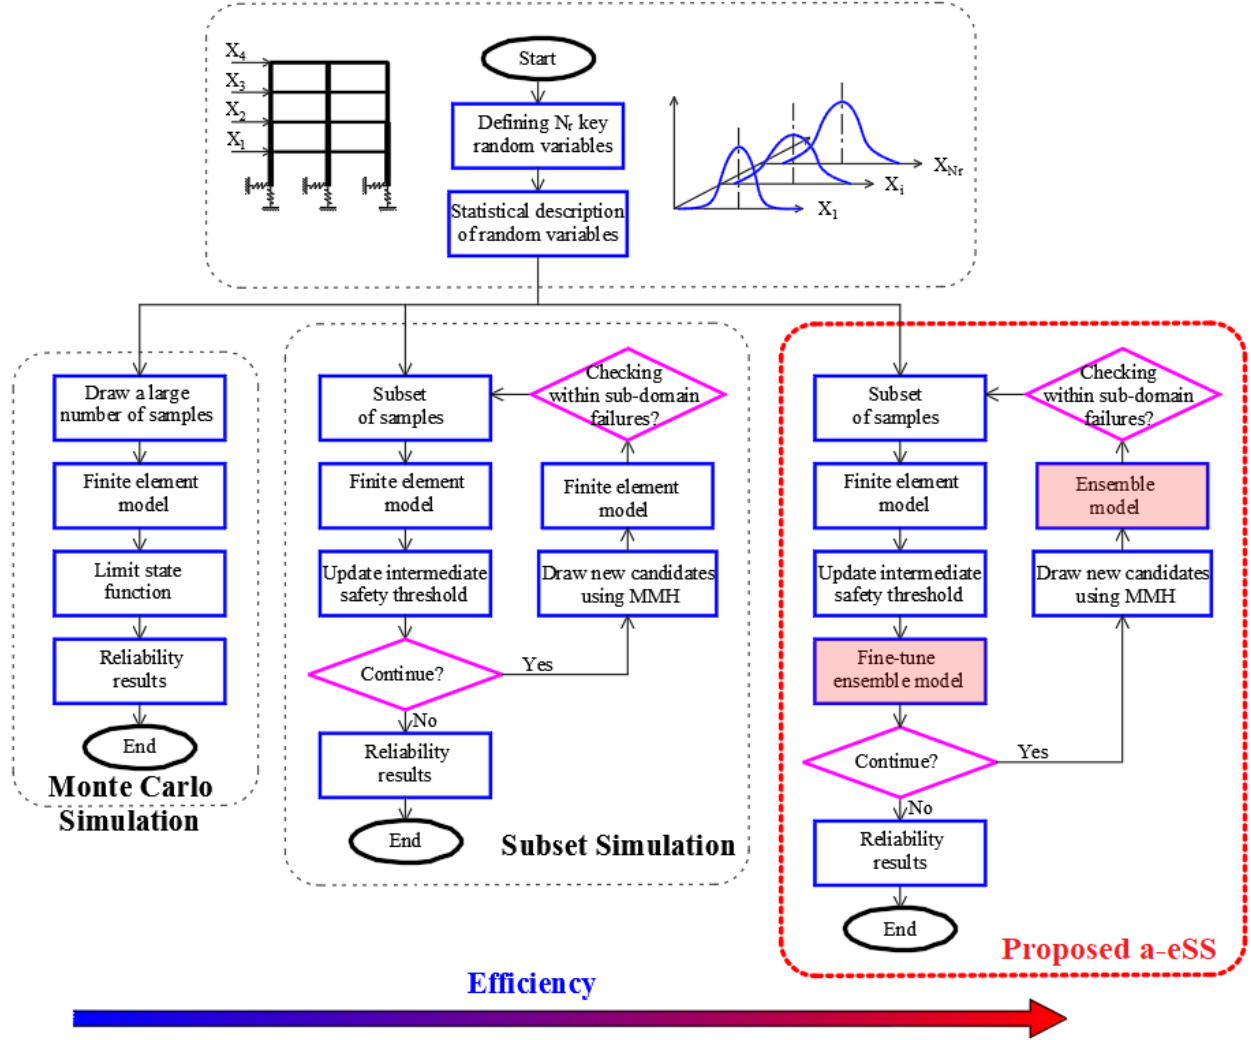 Start
Defining Nr key
random variables
Statistical description
of random variables
X4
X3
X2
X1
XNr
Xi
X1
Draw a large
number of samples
Finite element
model
Limit state
function
Reliability
results
End
Monte Carlo
Simulation
Subset
of samples
Finite element
model
Update intermediate
safety threshold
Continue?
Yes
No
Reliability
results
End
Checking
within sub-domain
failures?
Finite element
model
Draw new candidates
using MMH
Subset Simulation
Subset
of samples
Finite element
model
Update intermediate
safety threshold
Fine-tune
ensemble model
Continue?
Yes
No
Reliability
results
End
Checking
within sub-domain
failures?
Ensemble
model
Draw new candidates
using MMH
Proposed a-eSS
Efficiency